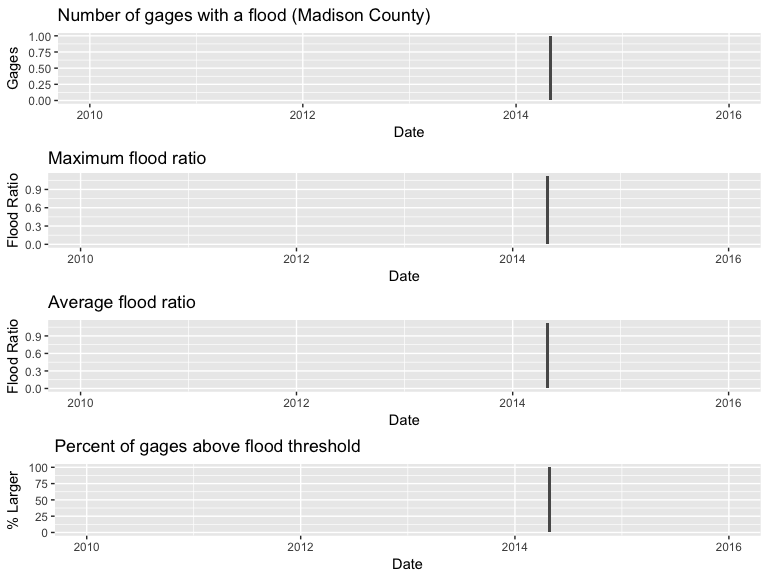 Number of gages with a flood (Madison County)
Gages
1.00
0.75
0.50
0.25
0.00
2010 2012 2014 2016
Date
Maximum flood ratio
Flood Ratio
0.9
0.6
0.3
0.0
2010 2012 2014 2016
Date
Average flood ratio
Flood Ratio
0.9
0.6
0.3
0.0
2010 2012 2014 2016
Date
Percent of gages above flood threshold
% Larger
100
75
50
25
0
2010 2012 2014 2016
Date